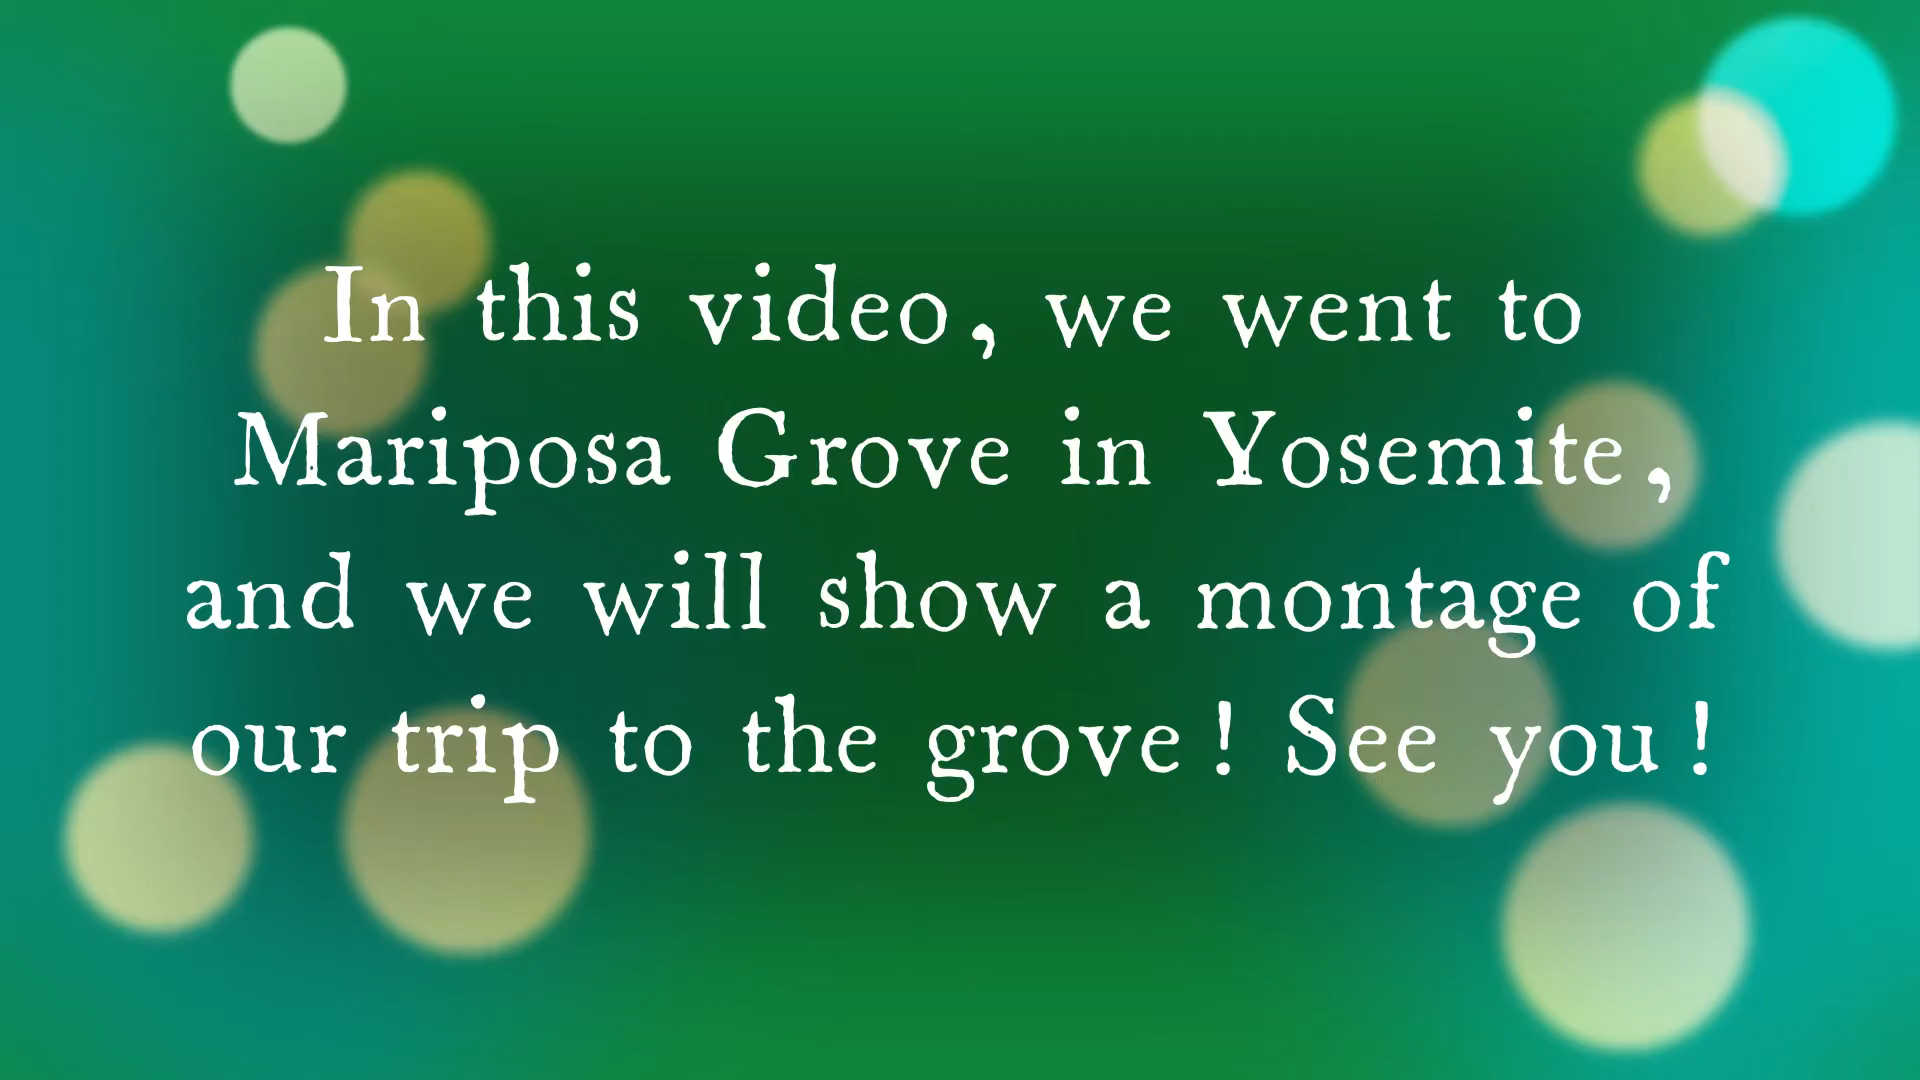 In this video, we went to
Mariposa Grove in Yosemite,
and we will show a montage of
our trip to the grove! See you!